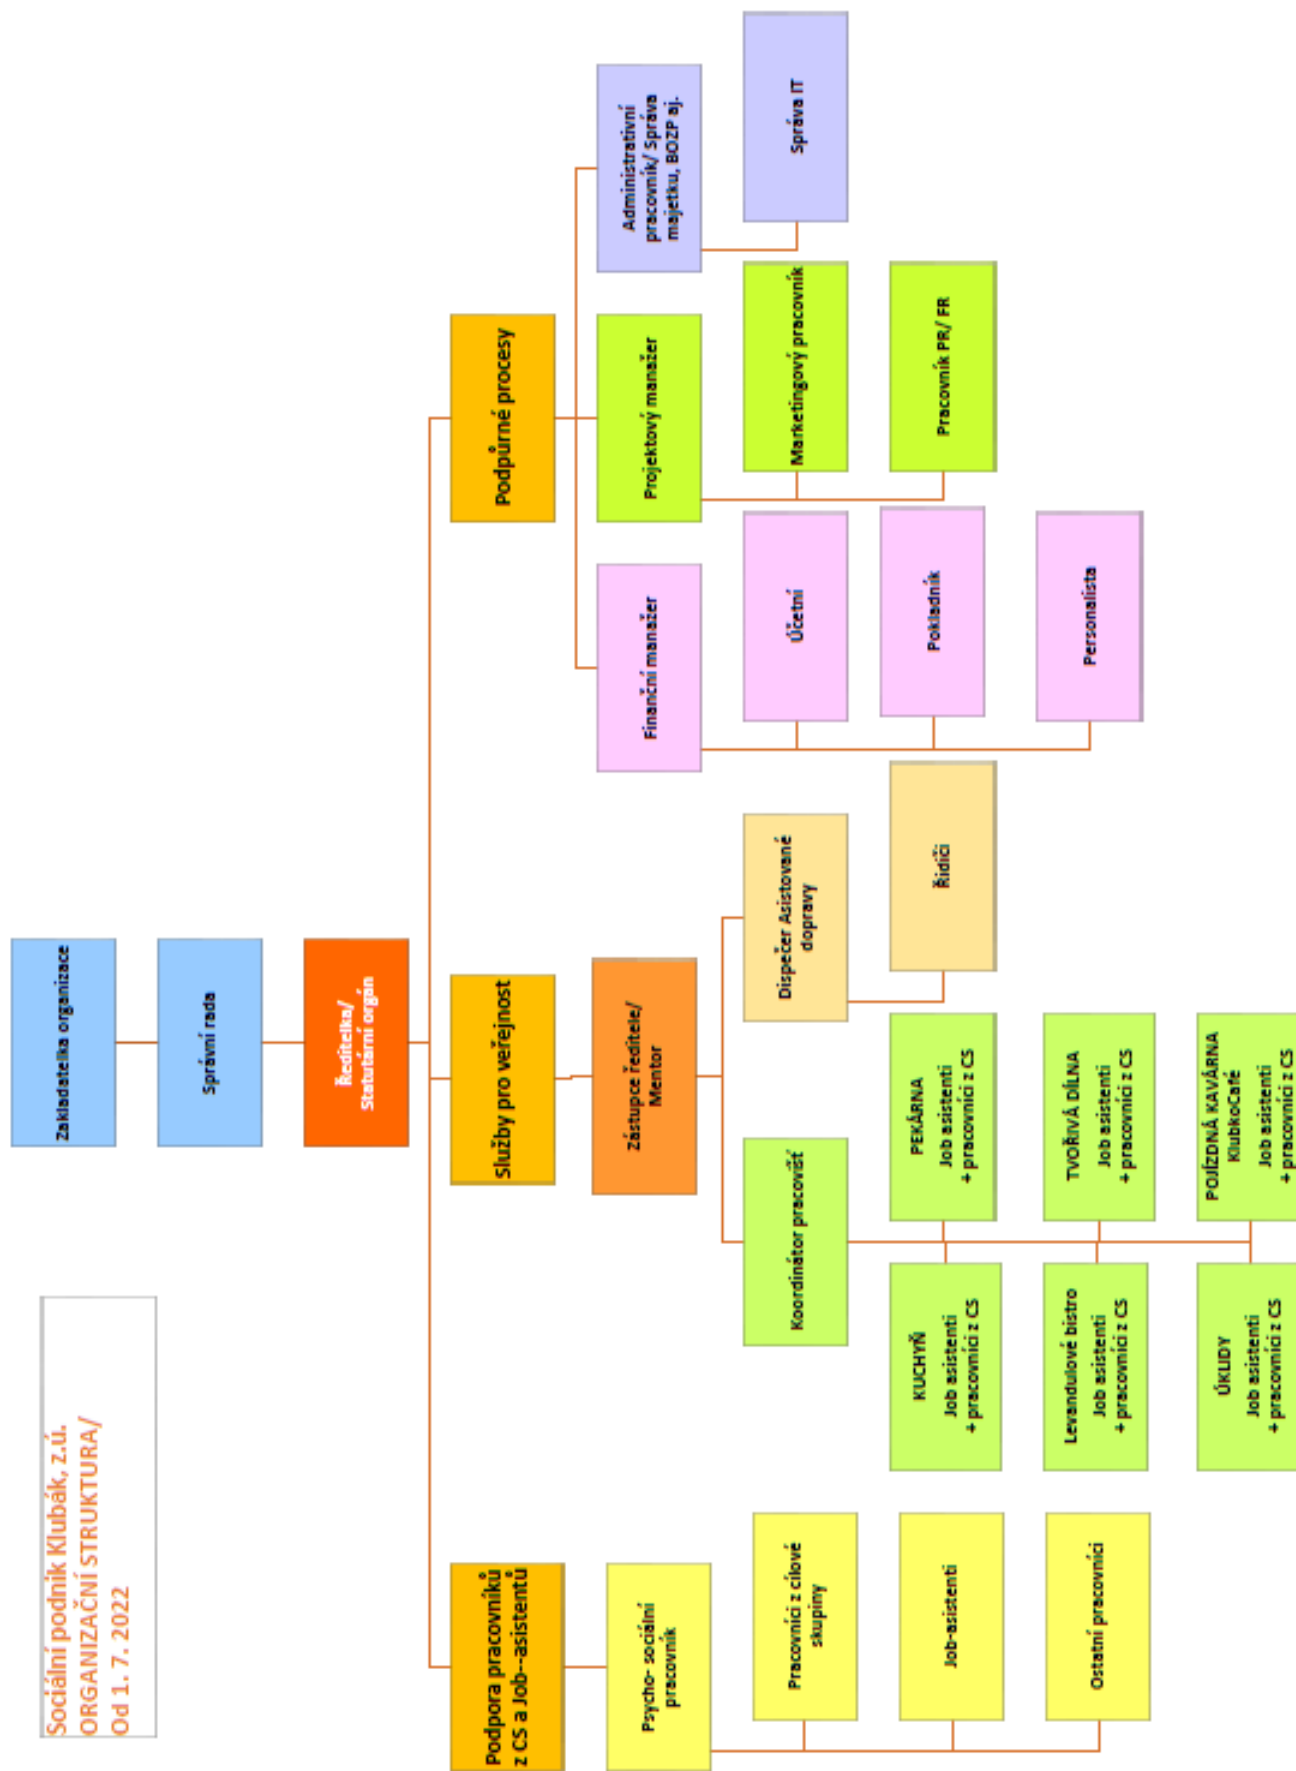 Sociální podnik Klubák, z.ú.
ORGANIZAČNÍ STRUKTURA/
Od 1. 7. 2022
Zakladatelka organizace
Správní rada
Ředitelka/
Statutární orgán
Podpora pracovníků
z CS a Job--asistentů
Služby pro veřejnost
Podpůrné procesy
Psycho- sociální
pracovník
Pracovníci z cílové
skupiny
Job-asistenti
Ostatní pracovníci
Zástupce ředitele/
Mentor
Koordinátor pracovišť
Dispečer Asistované
dopravy
Řidiči
KUCHYŇ
Job asistenti
+ pracovníci z CS
PEKÁRNA
Job asistenti
+ pracovníci z CS
Levandulové bistro
Job asistenti
+ pracovníci z CS
TVOŘIVÁ DÍLNA
Job asistenti
+ pracovníci z CS
ÚKLIDY
Job asistenti
+ pracovníci z CS
POJÍZDNÁ KAVÁRNA
KlubkoCafé
Job asistenti
+ pracovníci z CS
Finanční manažer
Účetní
Pokladník
Personalista
Projektový manažer
Marketingový pracovník
Pracovník PR/ FR
Administrativní
pracovník/ Správa
majetku, BOZP aj.
Správa IT